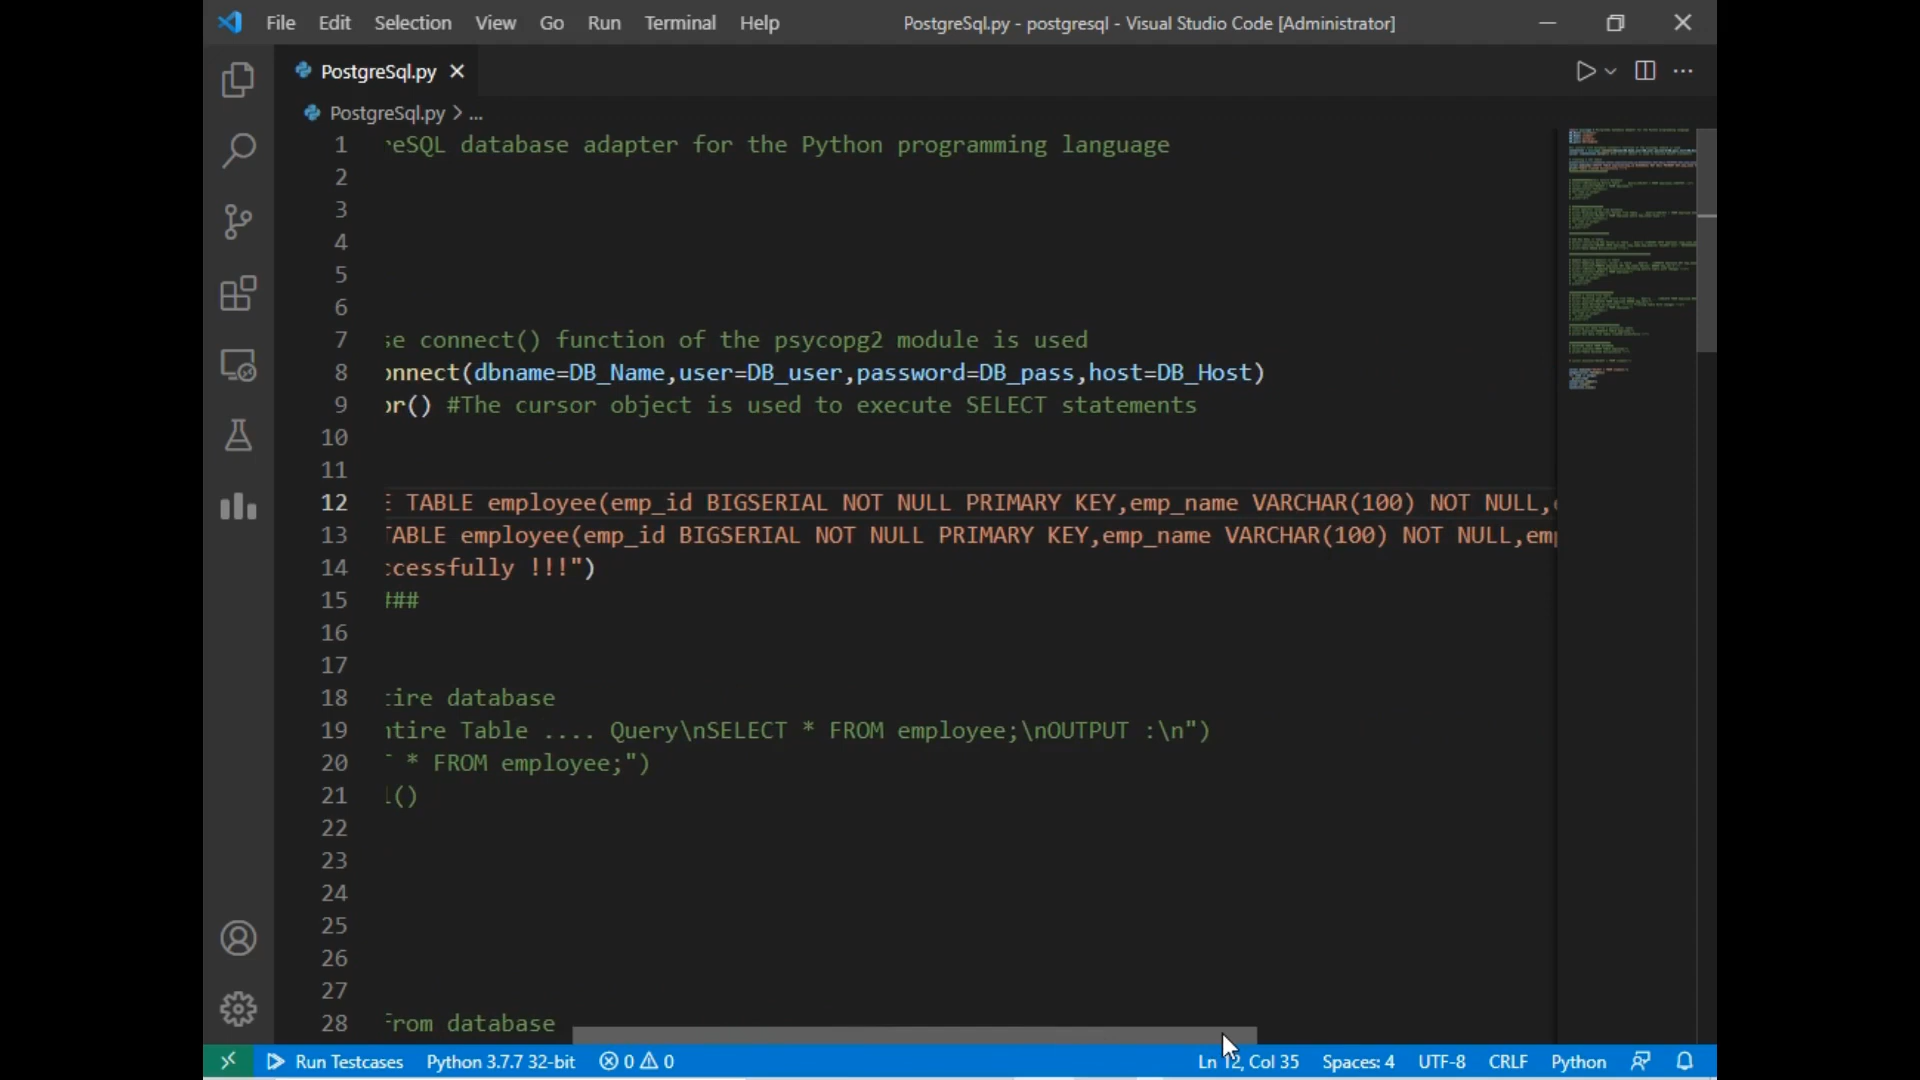 File Edit Selection View Go Run Terminal Help PostgreSql.py - postgresql - Visual Studio Code [Administrator]
PostgreSql.py
PostgreSql.py > ...
1 reSQL database adapter for the Python programming language
2
3
4
5
6
7 se connect() function of the psycopg2 module is used
8 onnect(dbname=DB_Name,user=DB_user,password=DB_pass,host=DB_Host)
9 or() #The cursor object is used to execute SELECT statements
10
11
12 E TABLE employee(emp_id BIGSERIAL NOT NULL PRIMARY KEY,emp_name VARCHAR(100) NOT NULL,
13 TABLE employee(emp_id BIGSERIAL NOT NULL PRIMARY KEY,emp_name VARCHAR(100) NOT NULL,emp
14 ccessfully !!!")
15 ###
16
17
18 tire database
19 ntire Table .... Query\nSELECT * FROM employee;\nOUTPUT :\n")
20 T * FROM employee;")
21 l()
22
23
24
25
26
27
28 from database
Run Testcases Python 3.7.7 32-bit 0 0 Ln 12, Col 35 Spaces: 4 UTF-8 CRLF Python